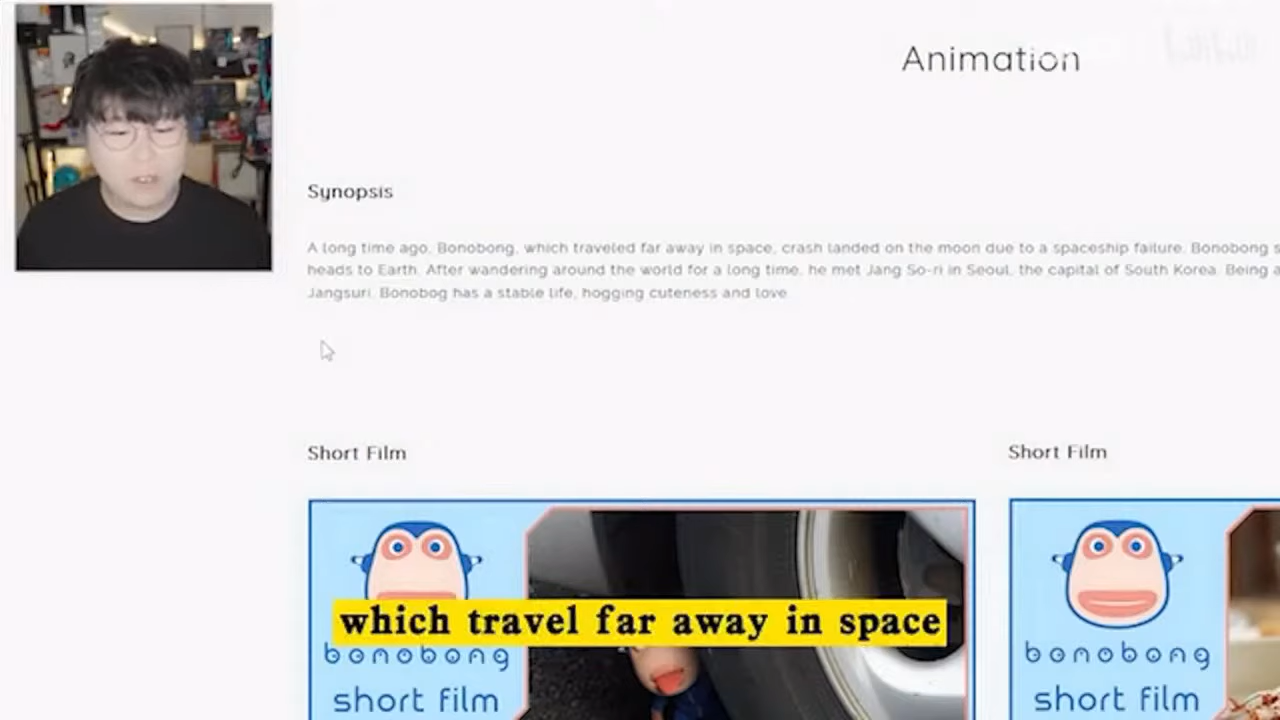 Animation
Synopsis
A long time ago, Bonobong, which traveled far away in space, crash landed on the moon due to a spaceship failure. Bonobong s
heads to Earth. After wandering around the world for a long time, he met Jang So-ri in Seoul, the capital of South Korea. Being a
Jangsuri, Bonobog has a stable life, hogging cuteness and love.
Short Film
Short Film
which travel far away in space
bonobong
short film
bonobong
short film